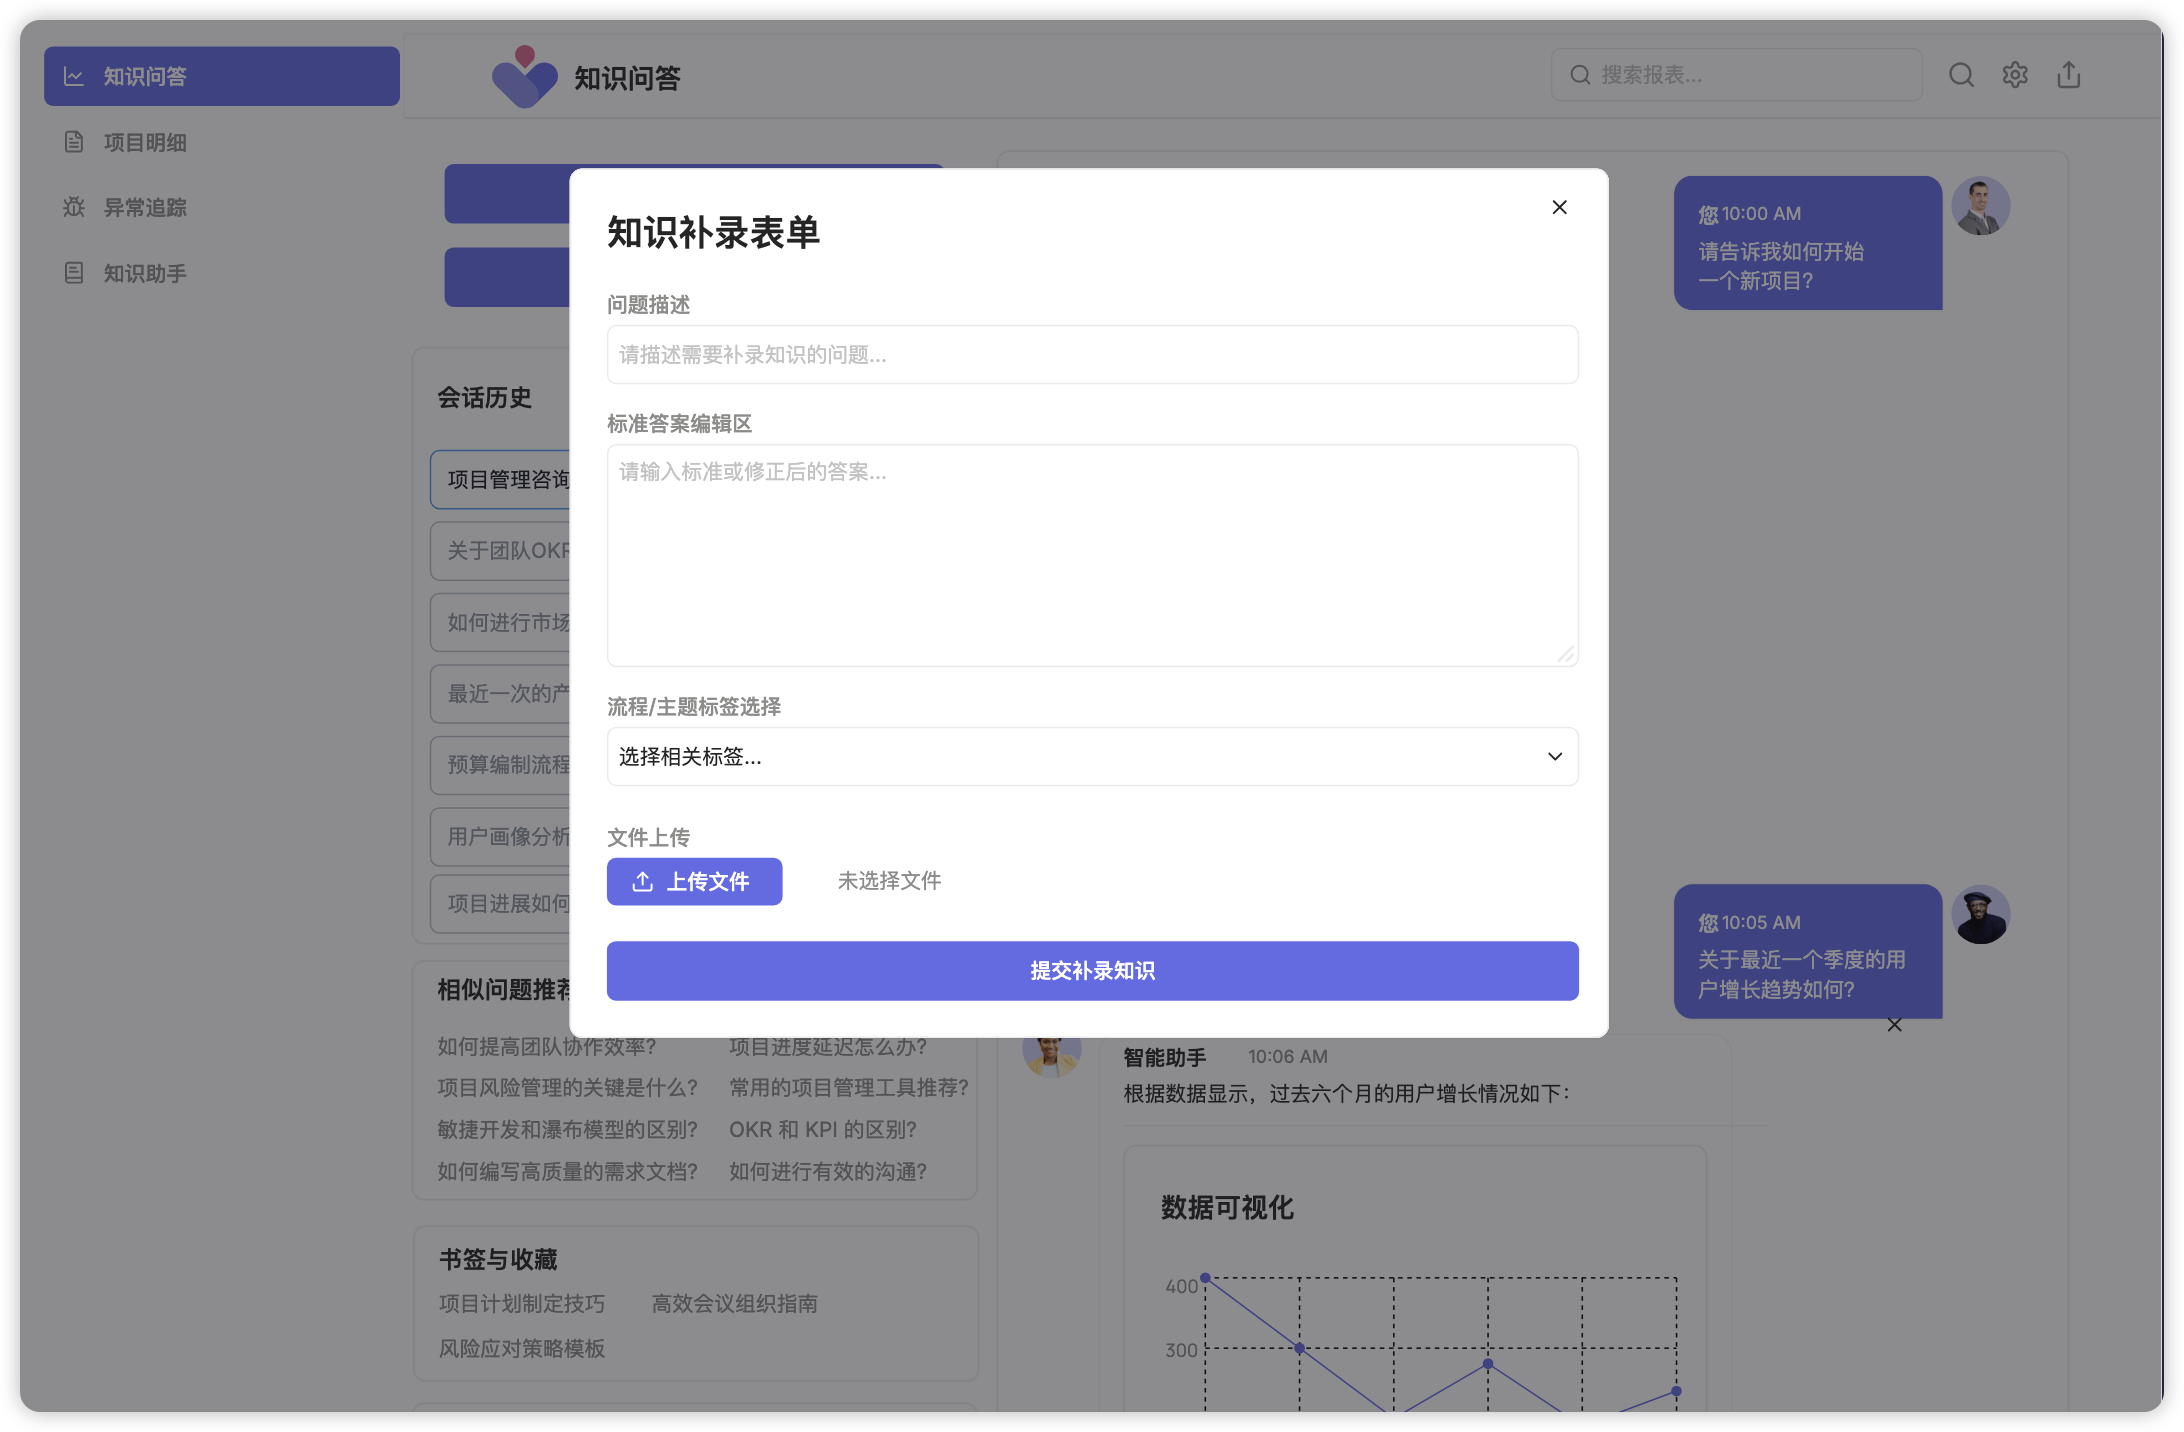 知识问答
项目明细
异常追踪
知识助手
知识问答
搜索报表...
会话历史
项目管理咨询
关于团队OKR
如何进行市场
最近一次的产
预算编制流程
用户画像分析
项目进展如何
相似问题推荐
如何提高团队协作效率?
项目进度延迟怎么办?
项目风险管理的关键是什么?
常用的项目管理工具推荐?
敏捷开发和瀑布模型的区别?
OKR 和 KPI 的区别?
如何编写高质量的需求文档?
如何进行有效的沟通?
书签与收藏
项目计划制定技巧
高效会议组织指南
风险应对策略模板
知识补录表单
问题描述
请描述需要补录知识的问题...
标准答案编辑区
请输入标准或修正后的答案...
流程/主题标签选择
选择相关标签...
文件上传
上传文件
未选择文件
提交补录知识
您 10:00 AM
请告诉我如何开始
一个新项目?
您 10:05 AM
关于最近一个季度的用
户增长趋势如何?
智能助手 10:06 AM
根据数据显示，过去六个月的用户增长情况如下：
数据可视化
400
300